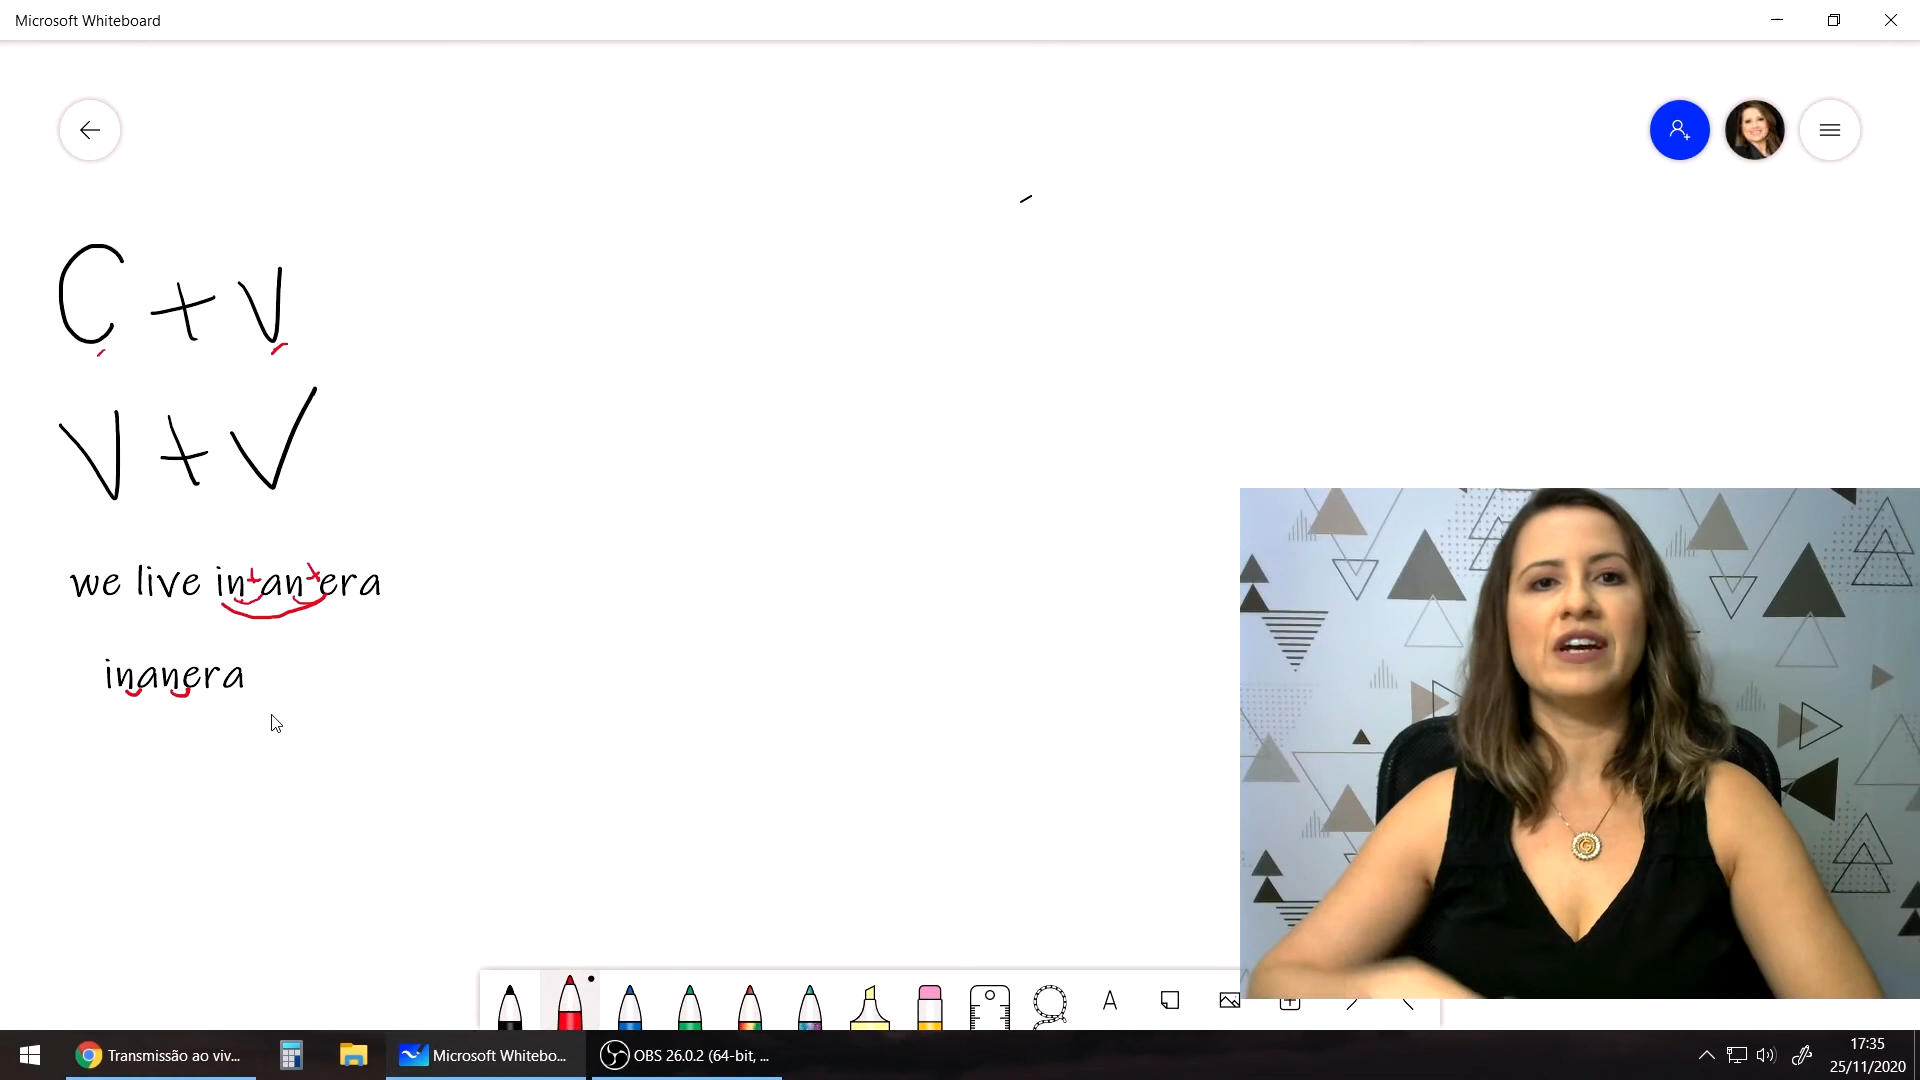 Microsoft Whiteboard
C + V
V + V
we live in+an+era
inanera
A
Transmissão ao viv...
Microsoft Whitebo...
OBS 26.0.2 (64-bit, ...
17:35
25/11/2020